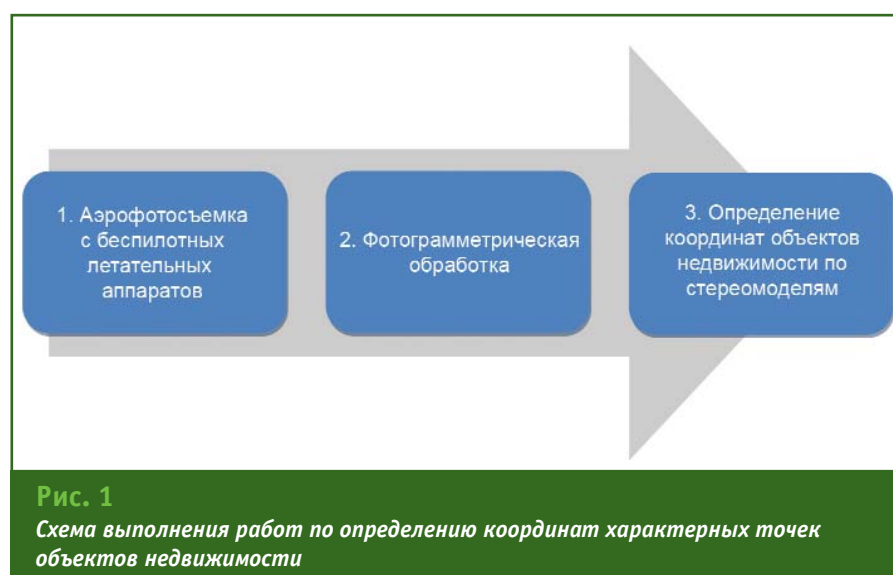 1. Аэрофотосъемка
с беспилотных
летательных
аппаратов
2. Фотограмметрическая
обработка
3. Определение
координат объектов
недвижимости по
стереомоделям
Рис. 1
Схема выполнения работ по определению координат характерных точек
объектов недвижимости